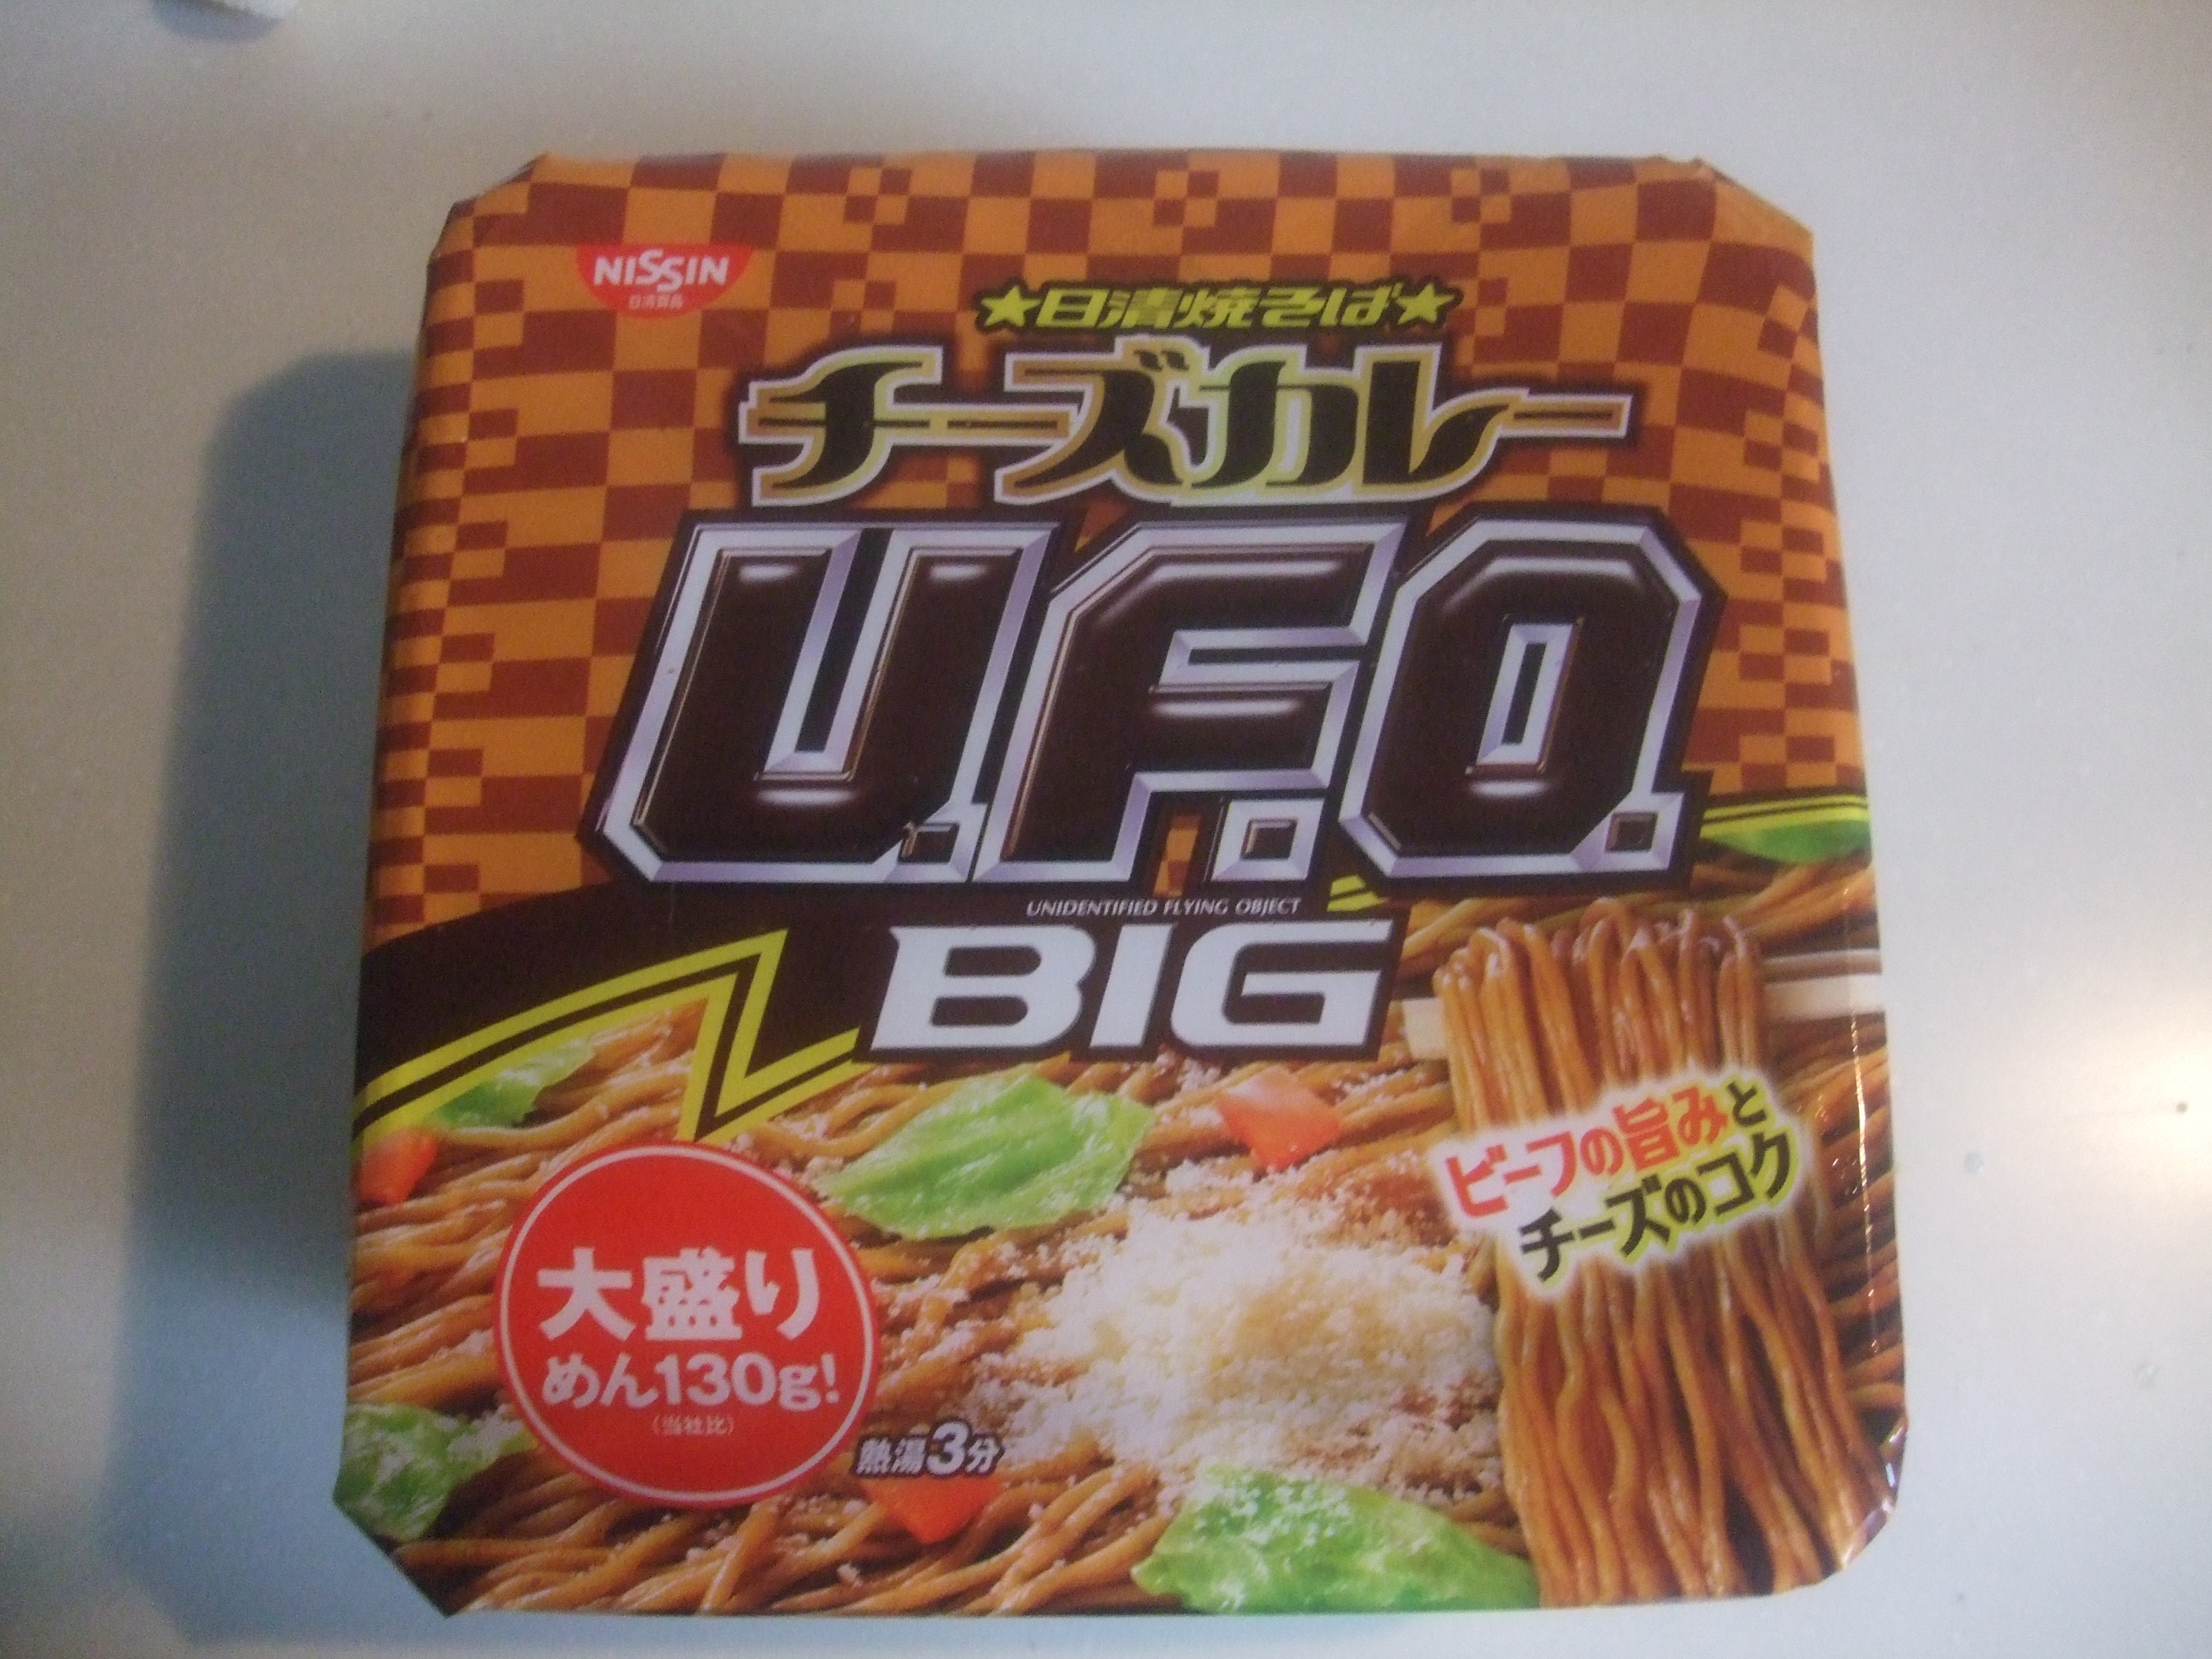 NISSIN
日清食品
★日清焼そば★
チーズカレー
U.F.O.
UNIDENTIFIED FLYING OBJECT
BIG
ビーフの旨みと
チーズのコク
大盛り
めん130g!
(当社比)
熱湯3分